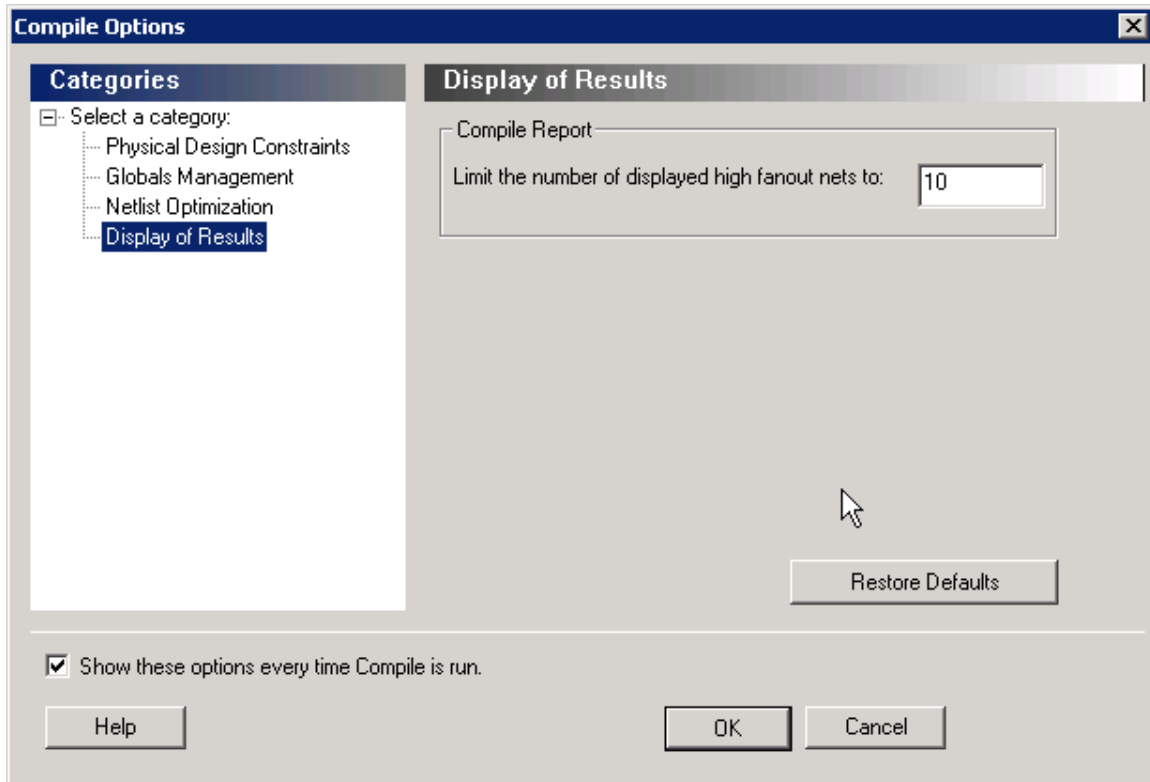 Compile Options
Categories
Select a category:
Physical Design Constraints
Globals Management
Netlist Optimization
Display of Results
Display of Results
Compile Report
Limit the number of displayed high fanout nets to: 10
Restore Defaults
Show these options every time Compile is run.
Help OK Cancel